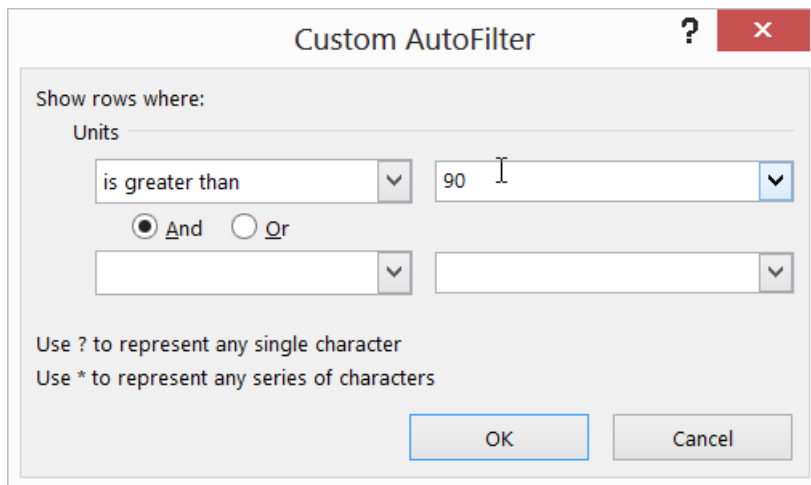 Custom AutoFilter ?
Show rows where:
Units
is greater than 90
And Or
Use ? to represent any single character
Use * to represent any series of characters
OK Cancel